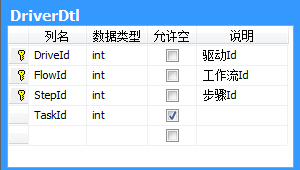 DriverDtl
列名 数据类型 允许空 说明
DriveId int 驱动Id
FlowId int 工作流Id
StepId int 步骤Id
TaskId int